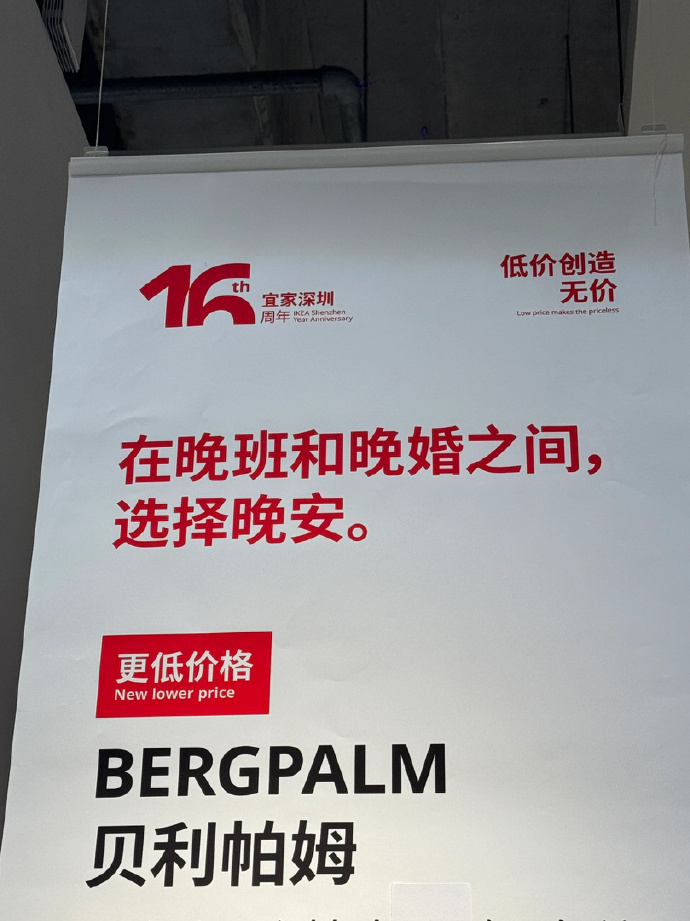 16th
宜家深圳
周年 IKEA Shenzhen
Year Anniversary
低价创造
无价
Low price makes the priceless
在晚班和晚婚之间，
选择晚安。
更低价格
New lower price
BERGPALM
贝利帕姆